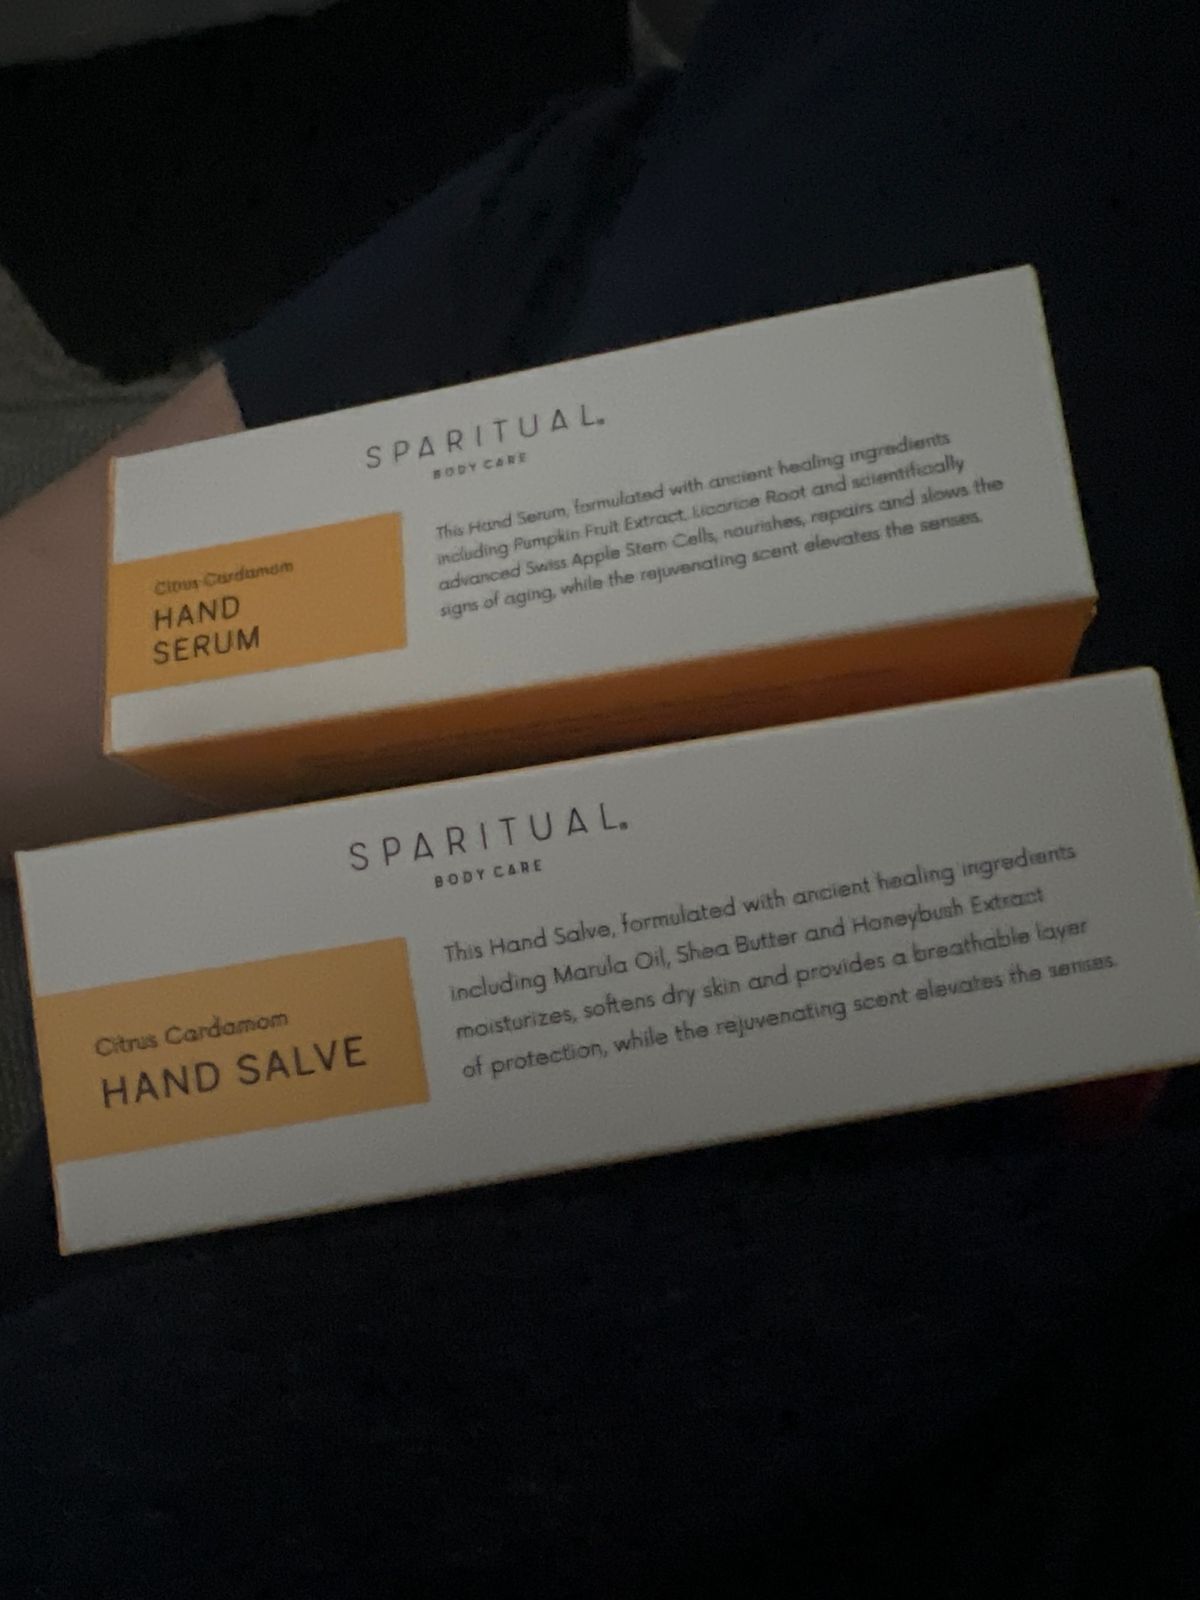 SPARITUAL®
BODY CARE
Citrus Cardamom
HAND
SERUM
This Hand Serum, formulated with ancient healing ingredients
including Pumpkin Fruit Extract, Licorice Root and scientifically
advanced Swiss Apple Stem Cells, nourishes, repairs and slows the
signs of aging, while the rejuvenating scent elevates the senses.
SPARITUAL®
BODY CARE
Citrus Cardamom
HAND SALVE
This Hand Salve, formulated with ancient healing ingredients
including Marula Oil, Shea Butter and Honeybush Extract
moisturizes, softens dry skin and provides a breathable layer
of protection, while the rejuvenating scent elevates the senses.